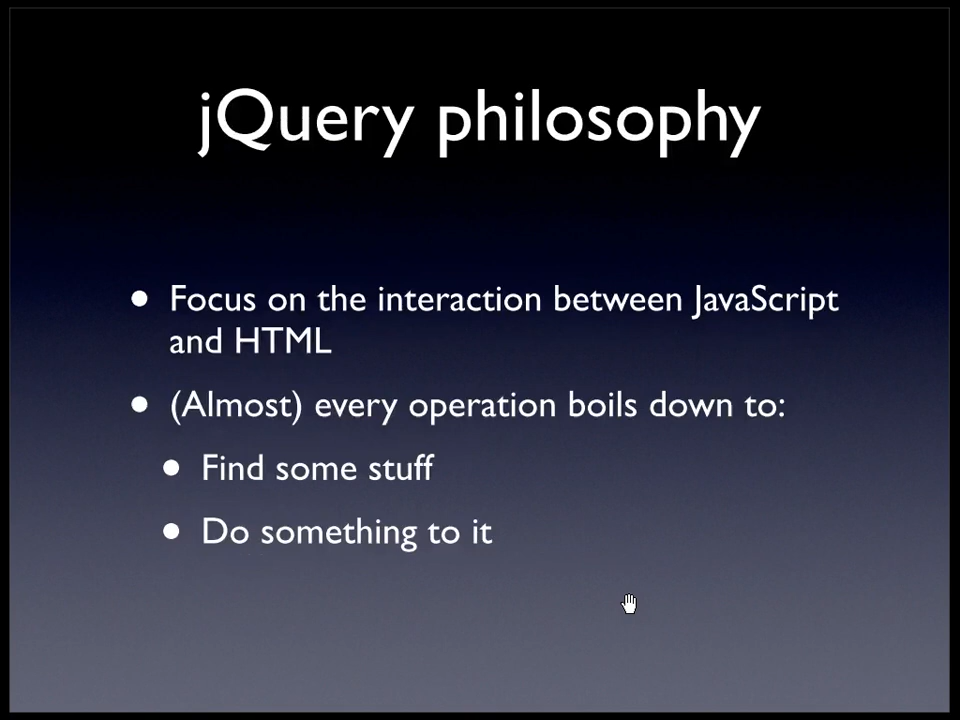 jQuery philosophy
• Focus on the interaction between JavaScript
and HTML
• (Almost) every operation boils down to:
• Find some stuff
• Do something to it